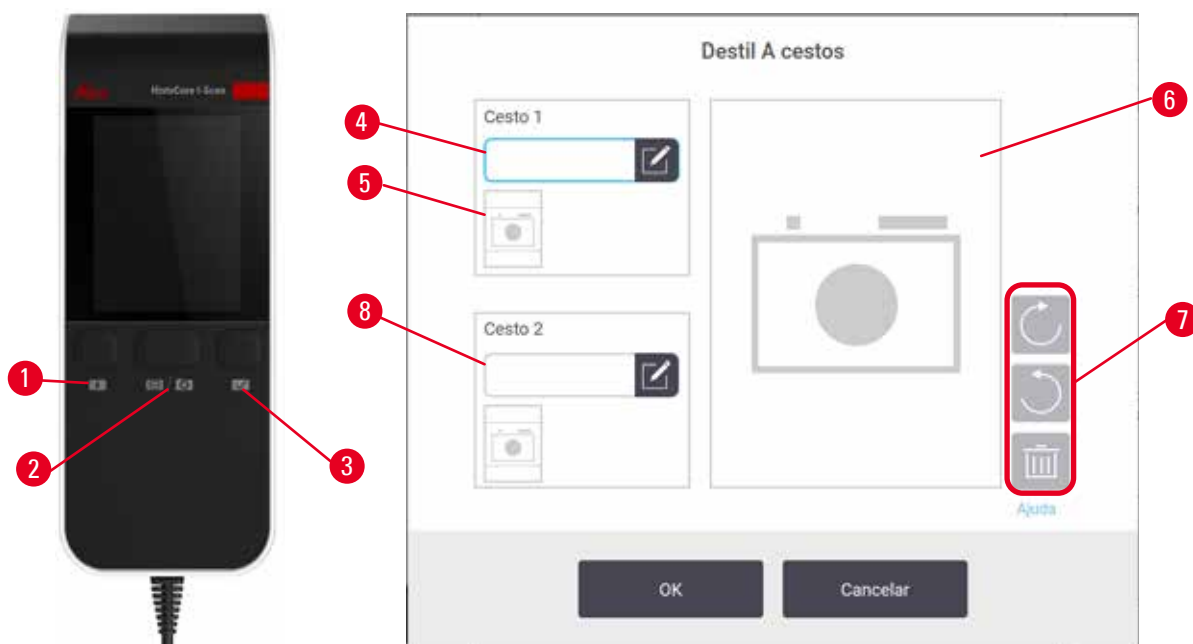 Leica
HistoCore I-Scan
1
2
3
Destil A cestos
4
Cesto 1
5
6
7
8
Cesto 2
Ajuda
OK
Cancelar